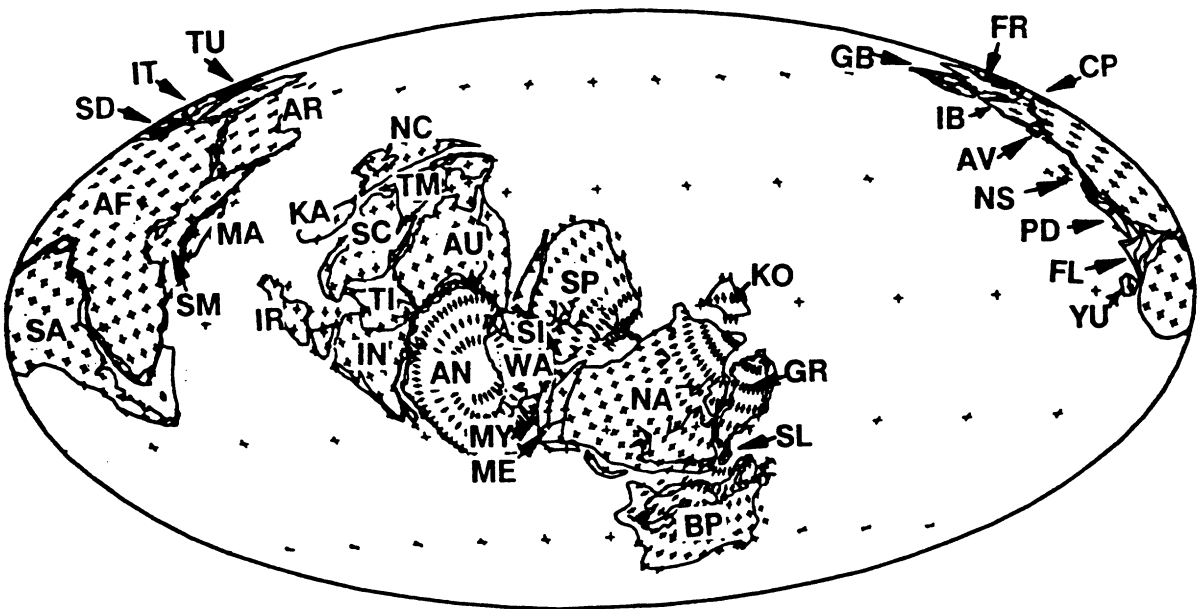 FR
TU
GB
IT
CP
SD
AR
IB
NC
AV
TM
NS
AF
KA
SC
MA
AU
PD
FL
KO
SP
TI
SM
IR
YU
SA
SI
IN
WA
AN
GR
NA
MY
SL
ME
BP